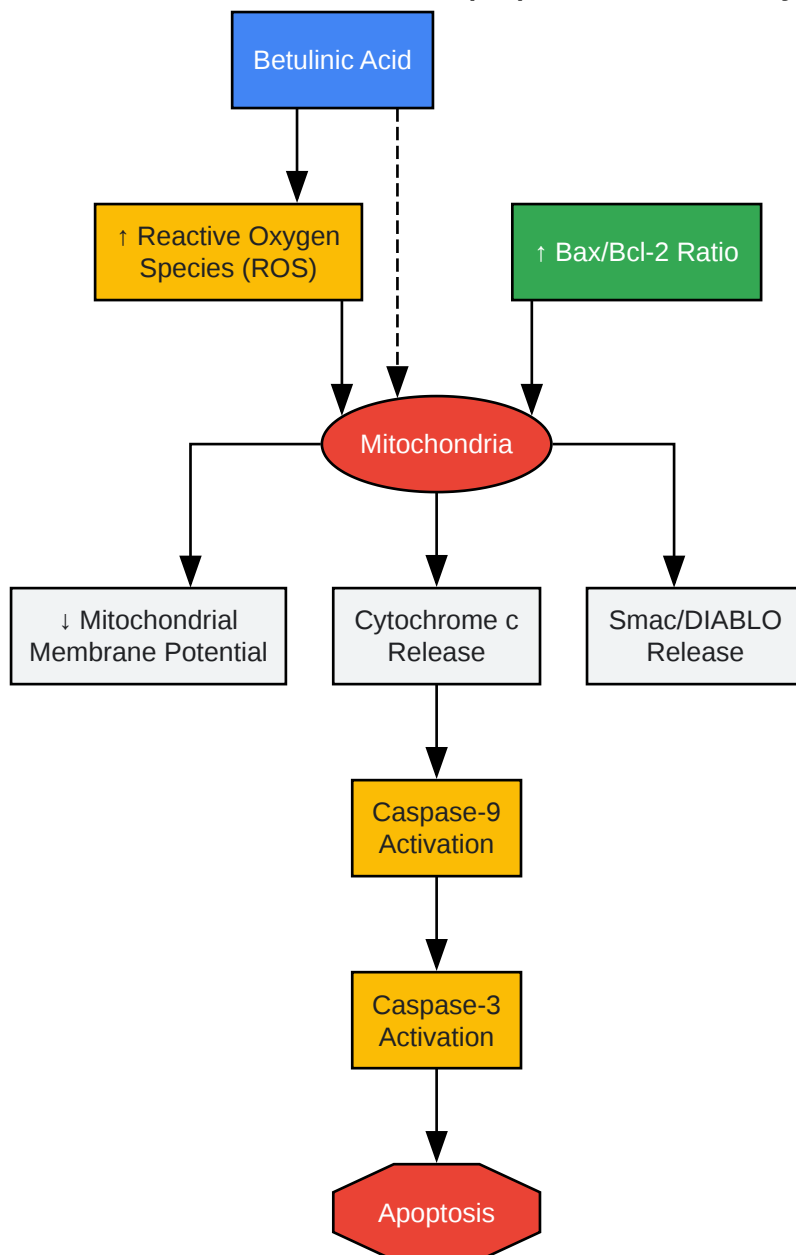 Betulinic Acid
↑ Reactive Oxygen
Species (ROS)
↑ Bax/Bcl-2 Ratio
Mitochondria
↓ Mitochondrial
Membrane Potential
Cytochrome c
Release
Smac/DIABLO
Release
Caspase-9
Activation
Caspase-3
Activation
Apoptosis